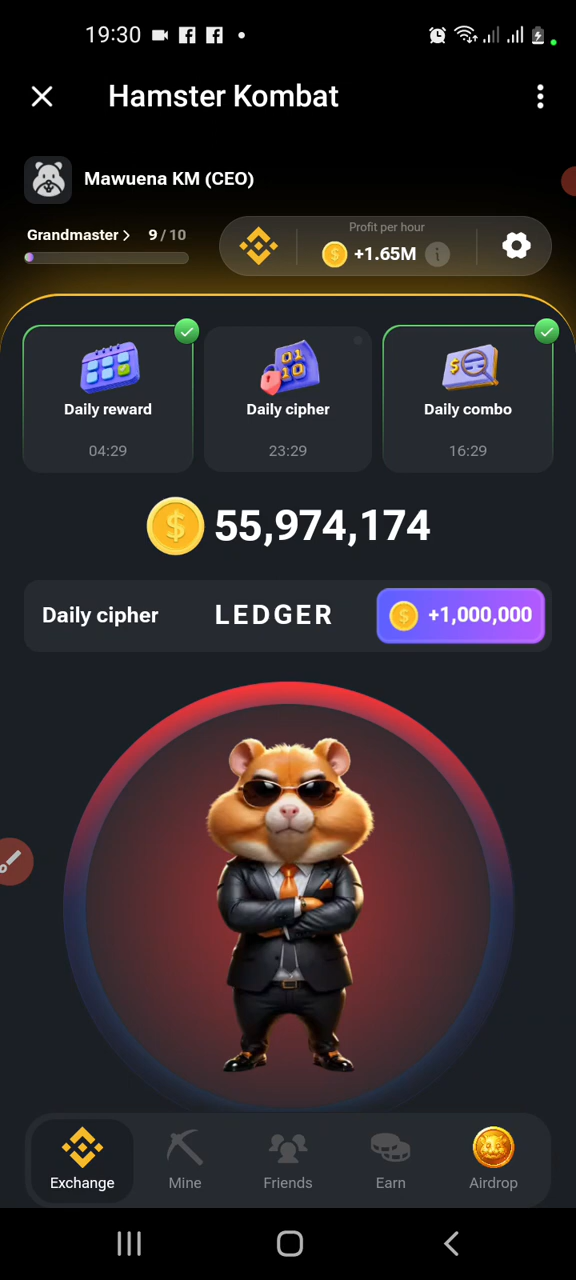 19:30
Hamster Kombat
Mawuena KM (CEO)
Grandmaster > 9 / 10
Profit per hour
+1.65M
Daily reward
04:29
01
10
Daily cipher
23:29
Daily combo
16:29
55,974,174
Daily cipher LEDGER +1,000,000
Exchange Mine Friends Earn Airdrop